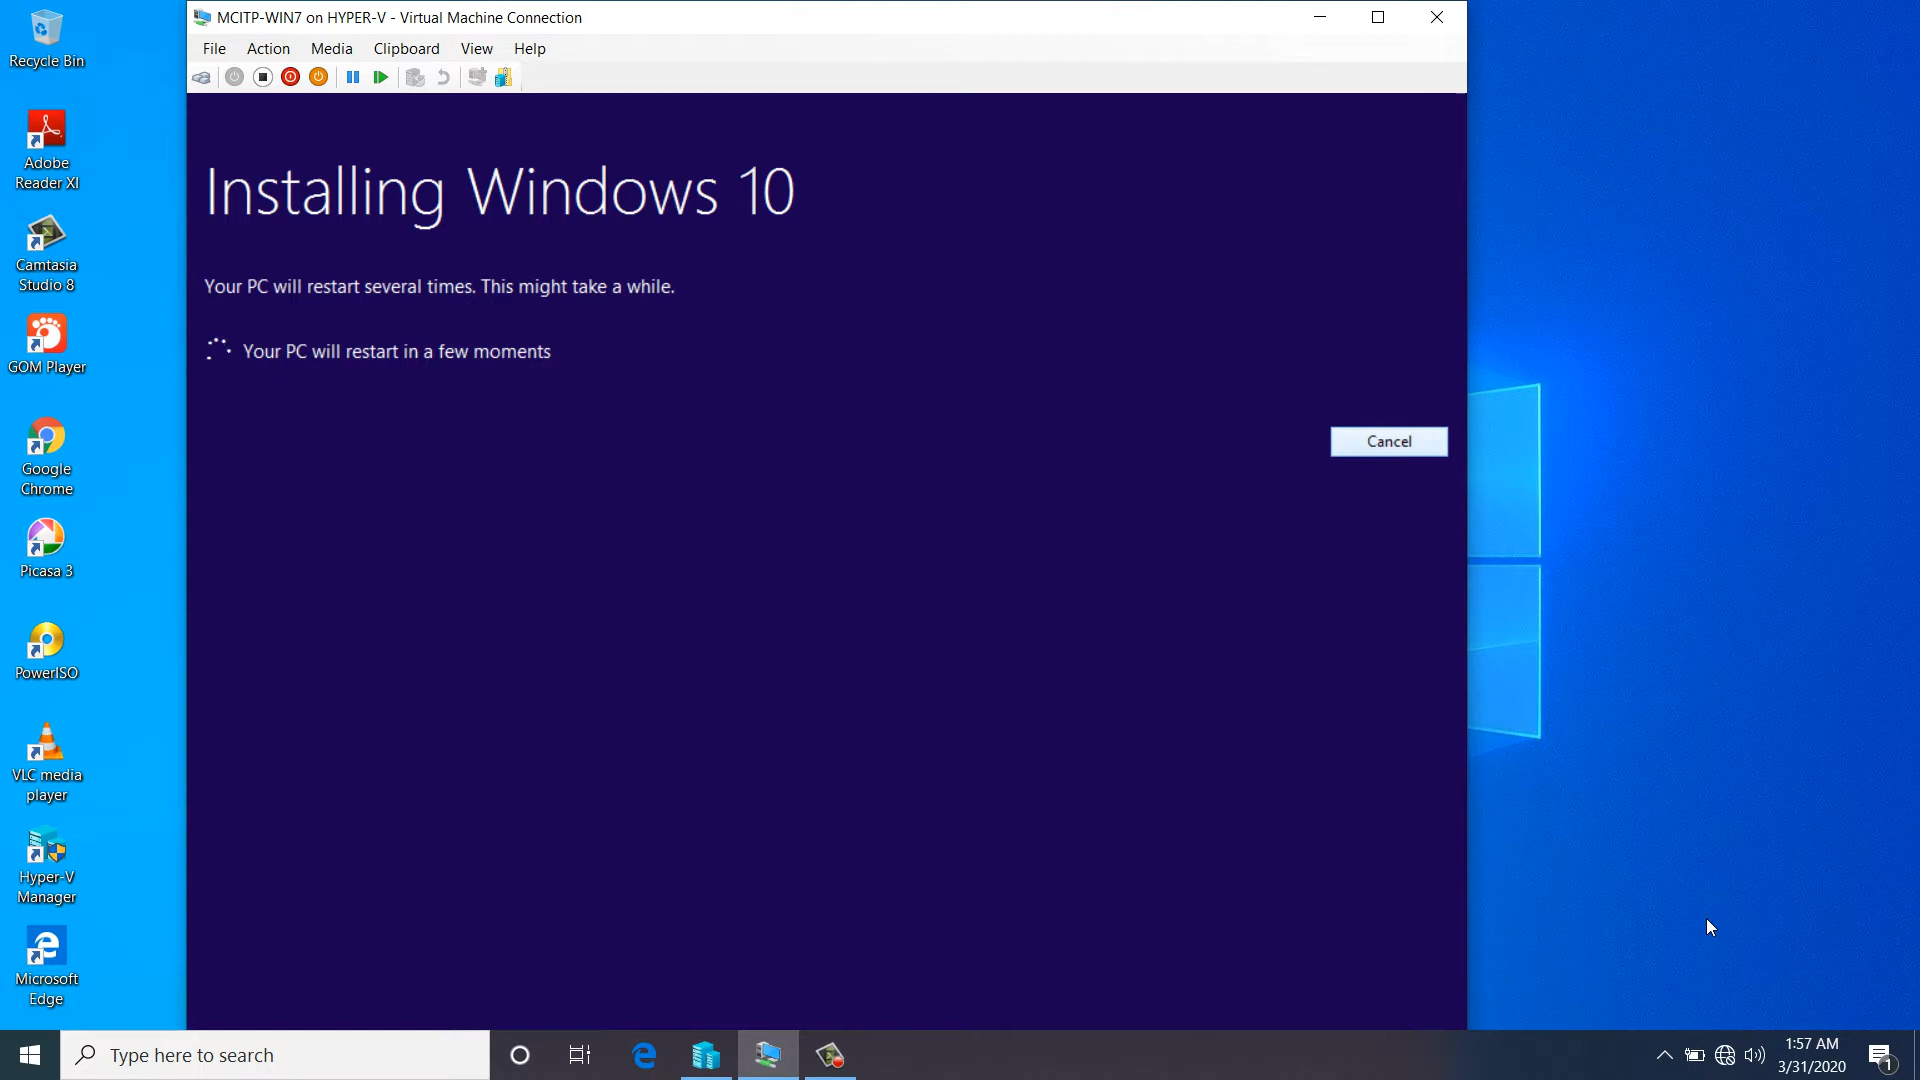 Recycle Bin
Adobe
Reader XI
Camtasia
Studio 8
GOM Player
Google
Chrome
Picasa 3
PowerISO
VLC media
player
Hyper-V
Manager
Microsoft
Edge
MCITP-WIN7 on HYPER-V - Virtual Machine Connection
File Action Media Clipboard View Help
Installing Windows 10
Your PC will restart several times. This might take a while.
Your PC will restart in a few moments
Cancel
Type here to search
1:57 AM
3/31/2020
1